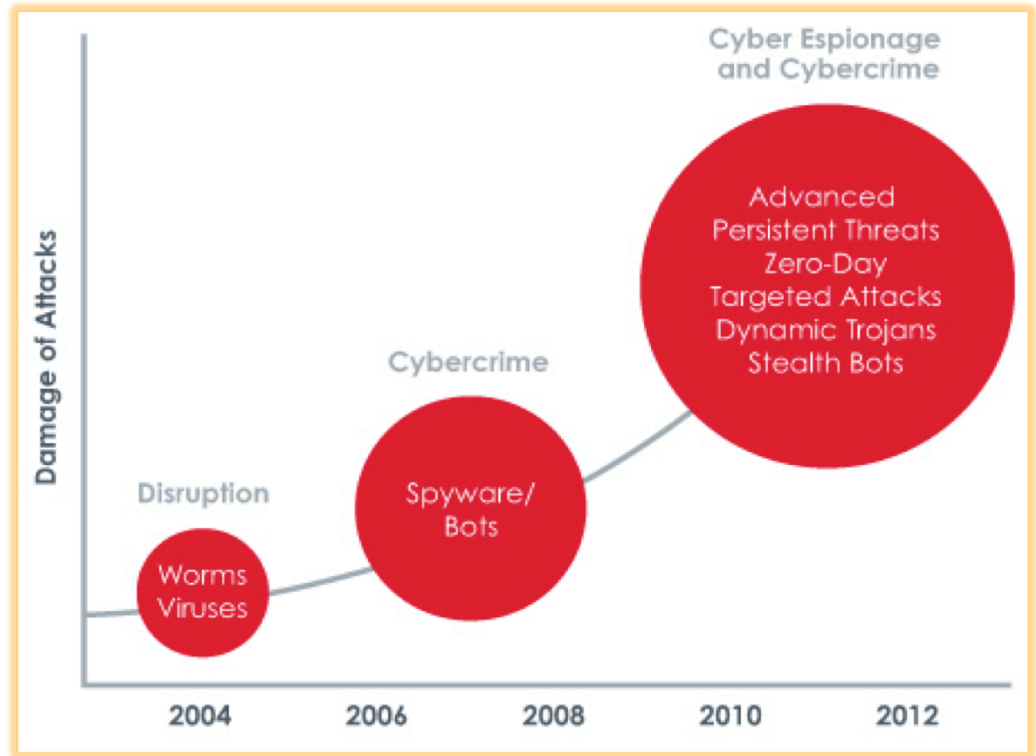 Cyber Espionage
and Cybercrime
Advanced
Persistent Threats
Zero-Day
Targeted Attacks
Dynamic Trojans
Stealth Bots
Cybercrime
Spyware/
Bots
Disruption
Worms
Viruses
Damage of Attacks
2004 2006 2008 2010 2012